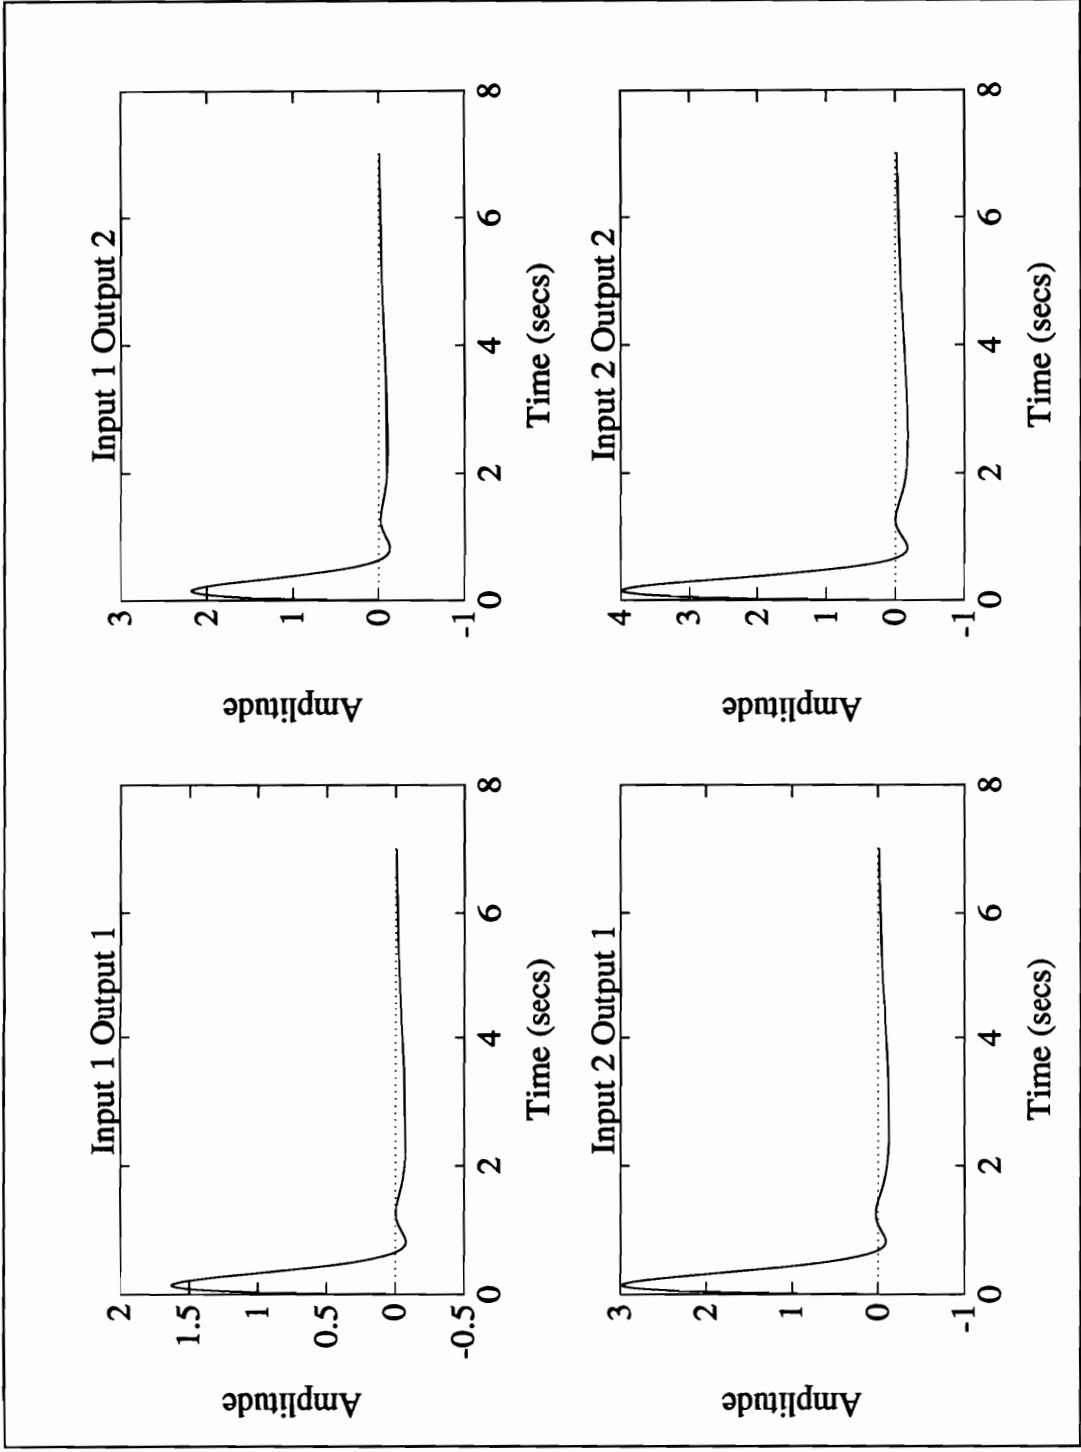 Input 1 Output 1
2
1.5
1
0.5
0
-0.5
Amplitude
0 2 4 6 8
Time (secs)
Input 1 Output 2
3
2
1
0
-1
Amplitude
0 2 4 6 8
Time (secs)
Input 2 Output 1
3
2
1
0
-1
Amplitude
0 2 4 6 8
Time (secs)
Input 2 Output 2
4
3
2
1
0
-1
Amplitude
0 2 4 6 8
Time (secs)